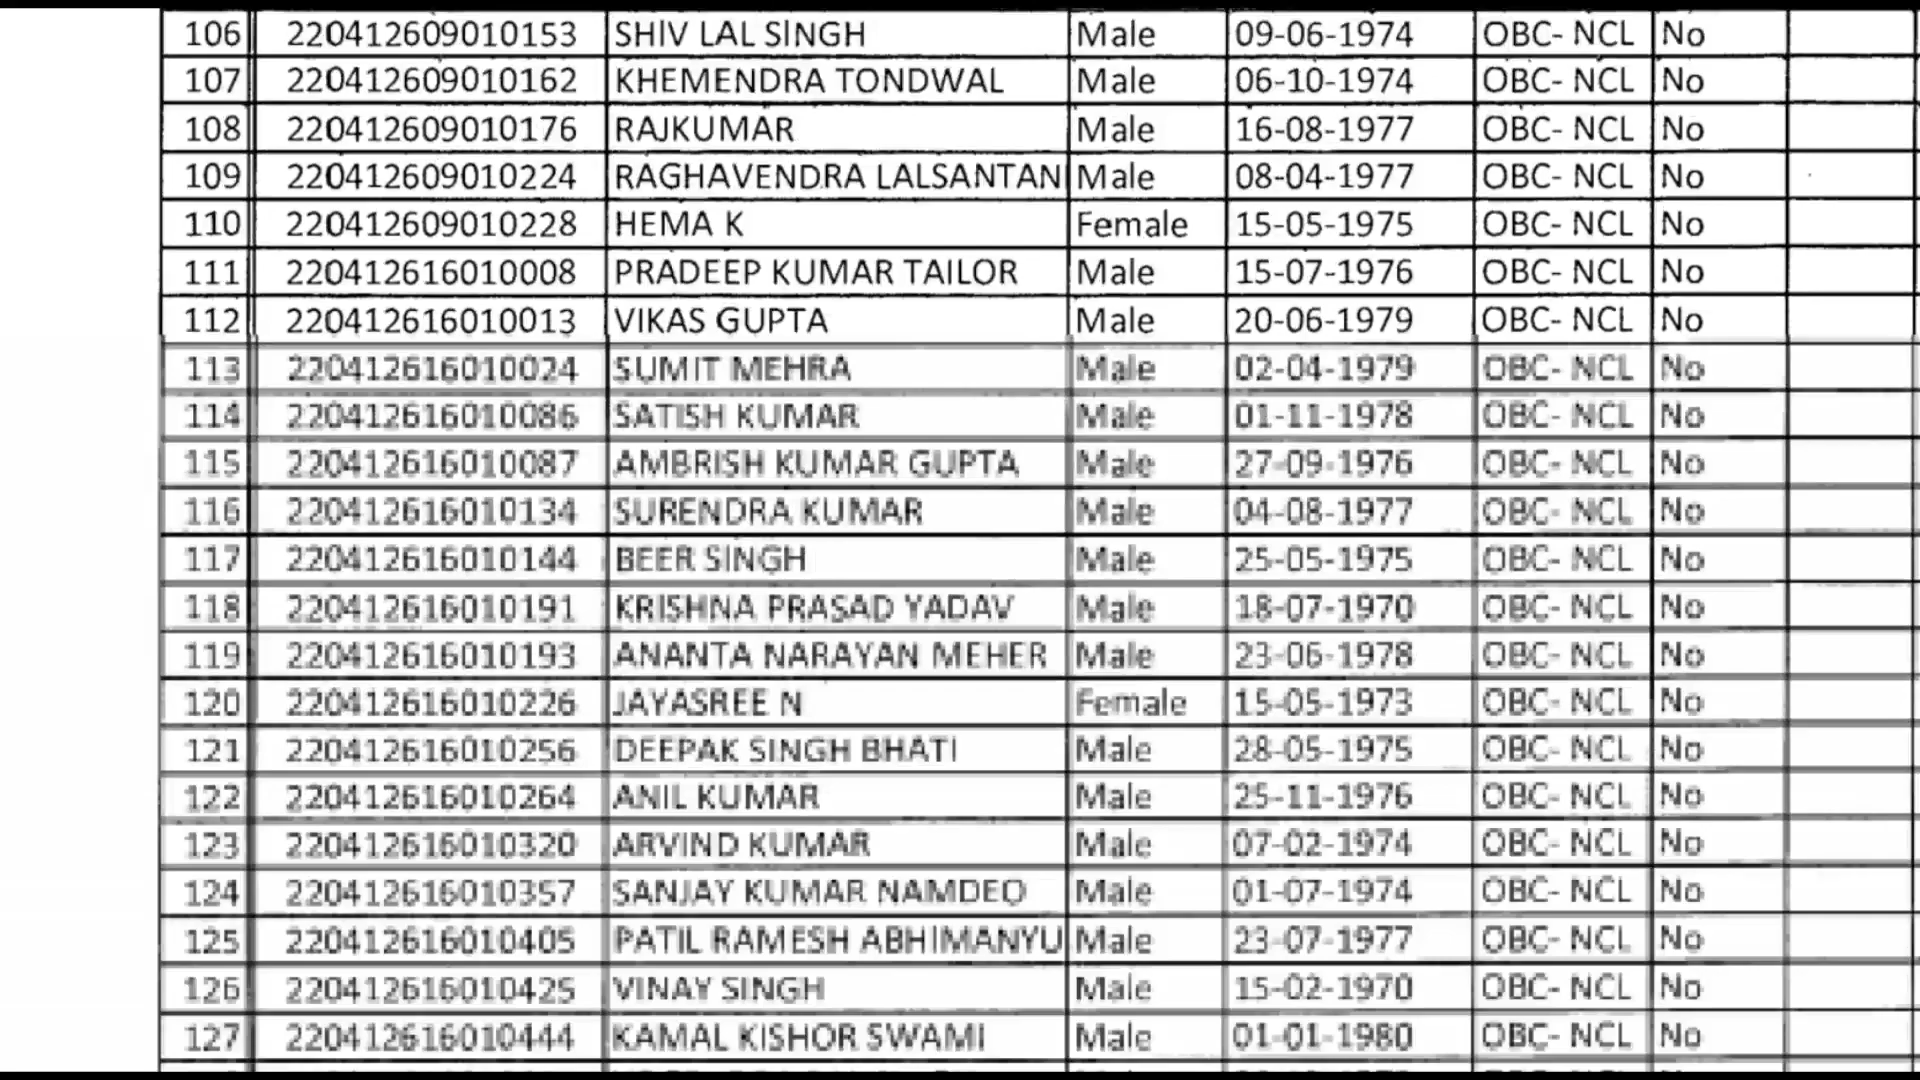 106 220412609010153 SHIV LAL SINGH Male 09-06-1974 OBC- NCL No
107 220412609010162 KHEMENDRA TONDWAL Male 06-10-1974 OBC- NCL No
108 220412609010176 RAJKUMAR Male 16-08-1977 OBC- NCL No
109 220412609010224 RAGHAVENDRA LALSANTAN Male 08-04-1977 OBC- NCL No
110 220412609010228 HEMA K Female 15-05-1975 OBC- NCL No
111 220412616010008 PRADEEP KUMAR TAILOR Male 15-07-1976 OBC- NCL No
112 220412616010013 VIKAS GUPTA Male 20-06-1979 OBC- NCL No
113 220412616010024 SUMIT MEHRA Male 02-04-1979 OBC- NCL No
114 220412616010086 SATISH KUMAR Male 01-11-1978 OBC- NCL No
115 220412616010087 AMBRISH KUMAR GUPTA Male 27-09-1976 OBC- NCL No
116 220412616010134 SURENDRA KUMAR Male 04-08-1977 OBC- NCL No
117 220412616010144 BEER SINGH Male 25-05-1975 OBC- NCL No
118 220412616010191 KRISHNA PRASAD YADAV Male 18-07-1970 OBC- NCL No
119 220412616010193 ANANTA NARAYAN MEHER Male 23-06-1978 OBC- NCL No
120 220412616010226 JAYASREE N Female 15-05-1973 OBC- NCL No
121 220412616010256 DEEPAK SINGH BHATI Male 28-05-1975 OBC- NCL No
122 220412616010264 ANIL KUMAR Male 25-11-1976 OBC- NCL No
123 220412616010320 ARVIND KUMAR Male 07-02-1974 OBC- NCL No
124 220412616010357 SANJAY KUMAR NAMDEO Male 01-07-1974 OBC- NCL No
125 220412616010405 PATIL RAMESH ABHIMANYU Male 23-07-1977 OBC- NCL No
126 220412616010425 VINAY SINGH Male 15-02-1970 OBC- NCL No
127 220412616010444 KAMAL KISHOR SWAMI Male 01-01-1980 OBC- NCL No